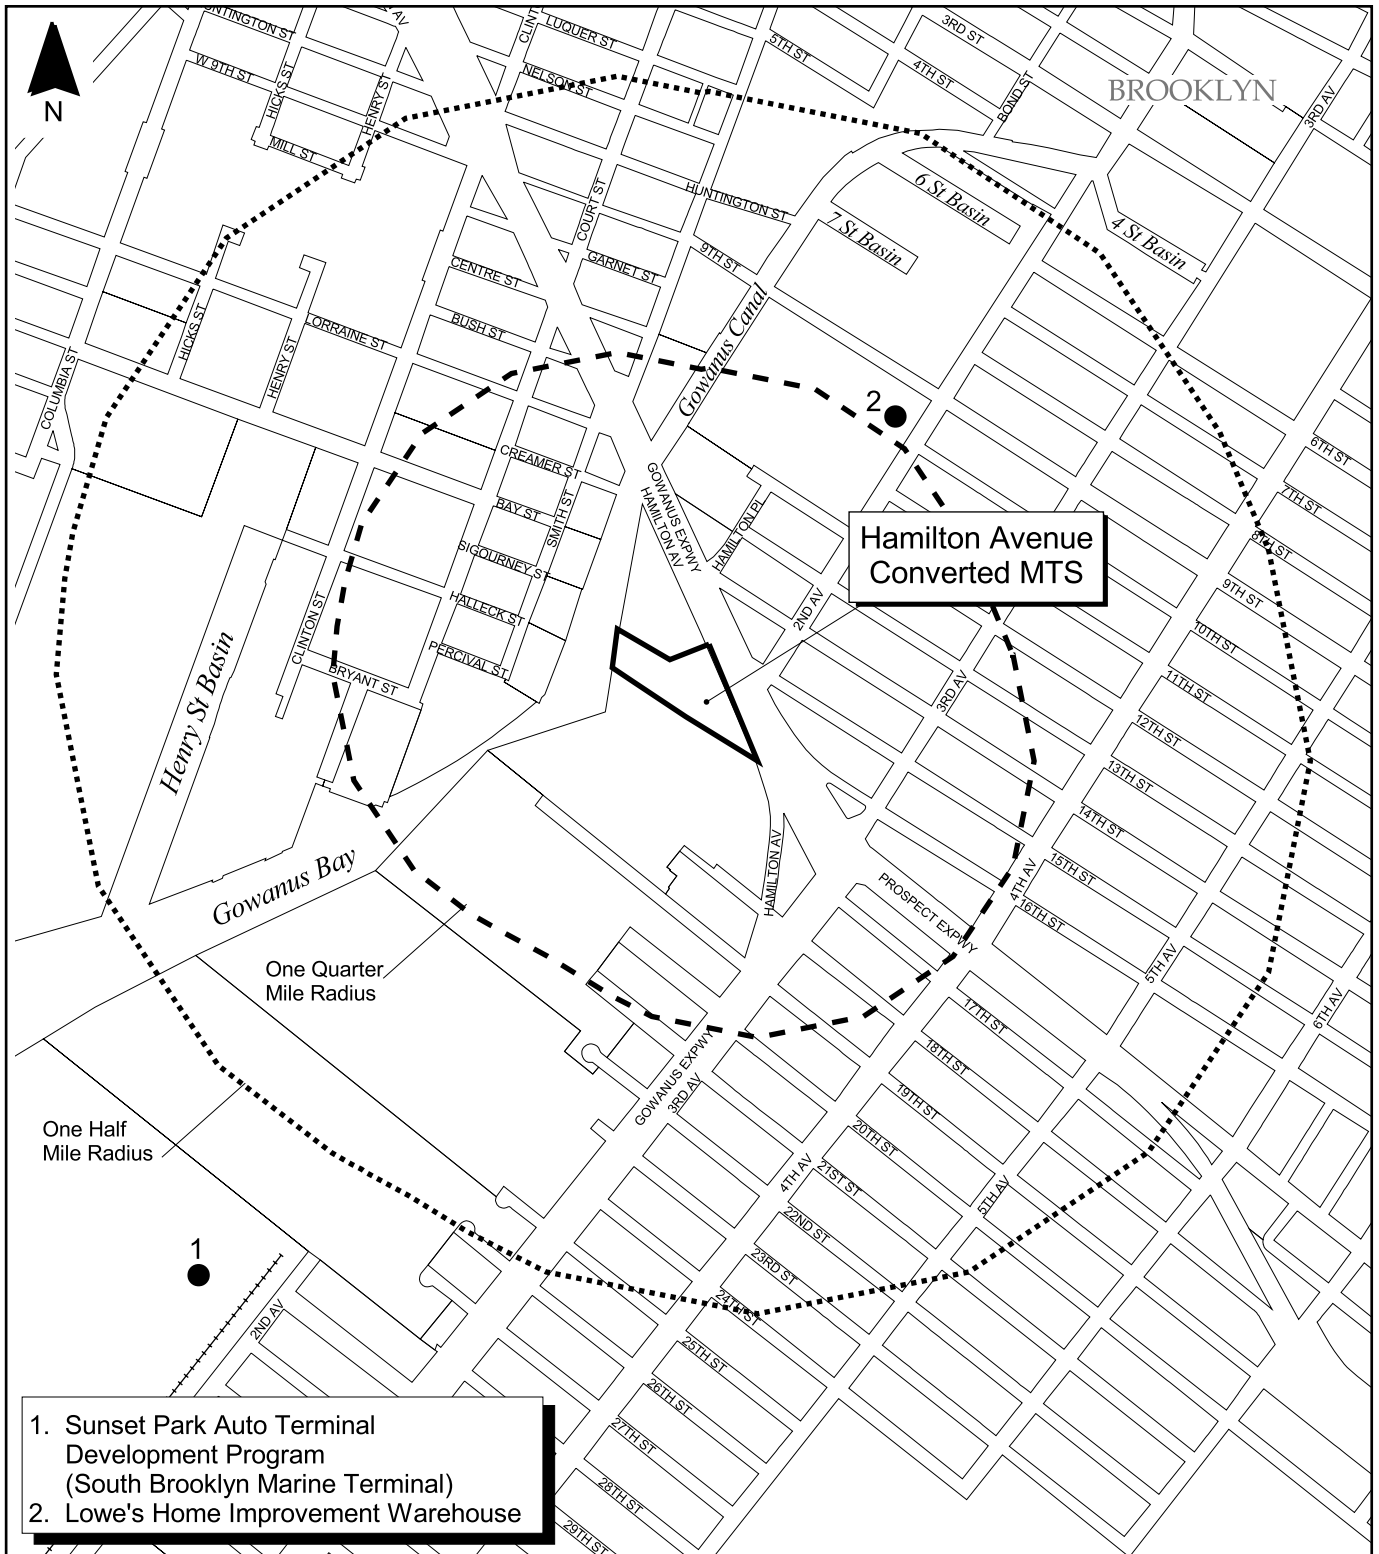 HUNTINGTON ST
AV
CLINT
LUQUER ST
5TH ST
3RD ST
4TH ST
BROOKLYN
W 9TH ST
HICKS ST
HENRY ST
NELSON ST
BOND ST
3RD AV
N
MILL ST
COURT ST
HUNTINGTON ST
6 St Basin
7 St Basin
4 St Basin
9TH ST
CENTRE ST
GARNET ST
HICKS ST
LORRAINE ST
BUSH ST
Gowanus Canal
COLUMBIA ST
HENRY ST
2
6TH ST
CREAMER ST
GOWANUS EXPWY
HAMILTON AV
7TH ST
BAY ST
SMITH ST
HAMILTON PL
Hamilton Avenue
Converted MTS
8TH ST
SIGOURNEY ST
9TH ST
HALLECK ST
2ND AV
CLINTON ST
10TH ST
PERCIVAL ST
BRYANT ST
Henry St Basin
3RD AV
11TH ST
12TH ST
13TH ST
14TH ST
HAMILTON AV
15TH ST
Gowanus Bay
PROSPECT EXPWY
4TH AV
16TH ST
5TH AV
One Quarter
Mile Radius
6TH AV
17TH ST
18TH ST
GOWANUS EXPWY
3RD AV
19TH ST
One Half
Mile Radius
20TH ST
4TH AV
21ST ST
5TH AV
22ND ST
1
23RD ST
2ND AV
24TH ST
25TH ST
26TH ST
27TH ST
28TH ST
29TH ST
1. Sunset Park Auto Terminal
Development Program
(South Brooklyn Marine Terminal)
2. Lowe's Home Improvement Warehouse